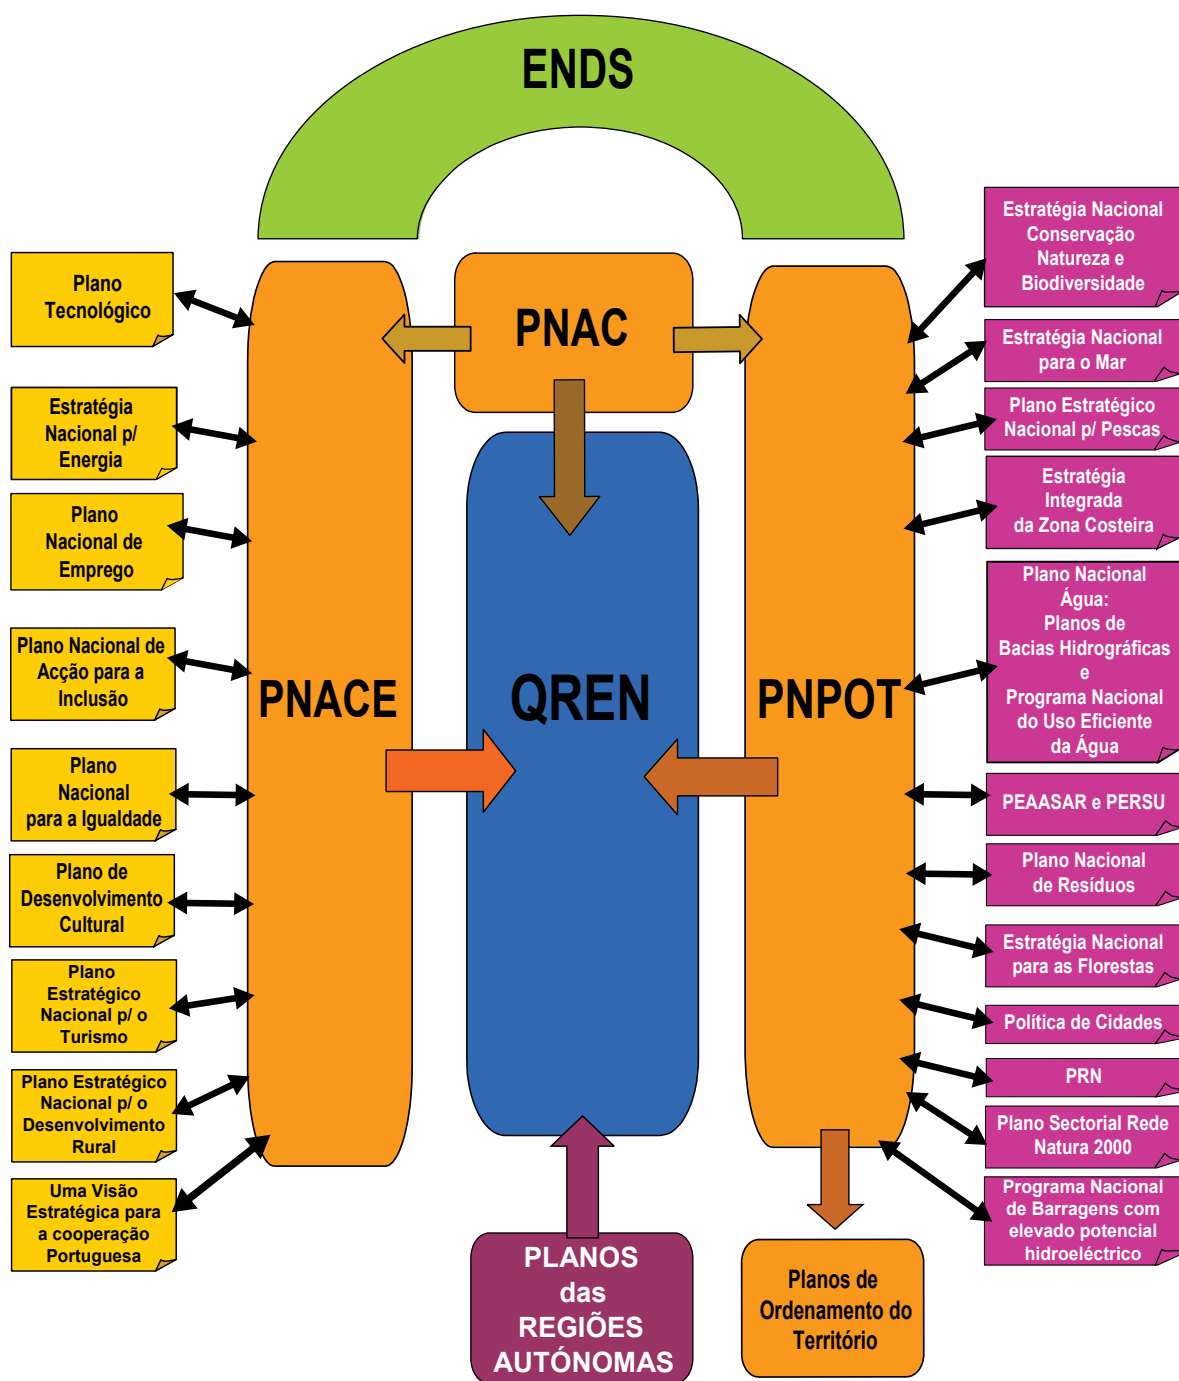 ENDS
Plano
Tecnológico
Estratégia
Nacional p/
Energia
Plano
Nacional de
Emprego
Plano Nacional de
Acção para a
Inclusão
Plano
Nacional
para a Igualdade
Plano de
Desenvolvimento
Cultural
Plano
Estratégico
Nacional p/ o
Turismo
Plano Estratégico
Nacional p/ o
Desenvolvimento
Rural
Uma Visão
Estratégica para
a cooperação
Portuguesa
PNACE
PNAC
QREN
PLANOS
das
REGIÕES
AUTÓNOMAS
PNPOT
Planos de
Ordenamento do
Território
Estratégia Nacional
Conservação
Natureza e
Biodiversidade
Estratégia Nacional
para o Mar
Plano Estratégico
Nacional p/ Pescas
Estratégia
Integrada
da Zona Costeira
Plano Nacional
Água:
Planos de
Bacias Hidrográficas
e
Programa Nacional
do Uso Eficiente
da Água
PEAASAR e PERSU
Plano Nacional
de Resíduos
Estratégia Nacional
para as Florestas
Política de Cidades
PRN
Plano Sectorial Rede
Natura 2000
Programa Nacional
de Barragens com
elevado potencial
hidroeléctrico